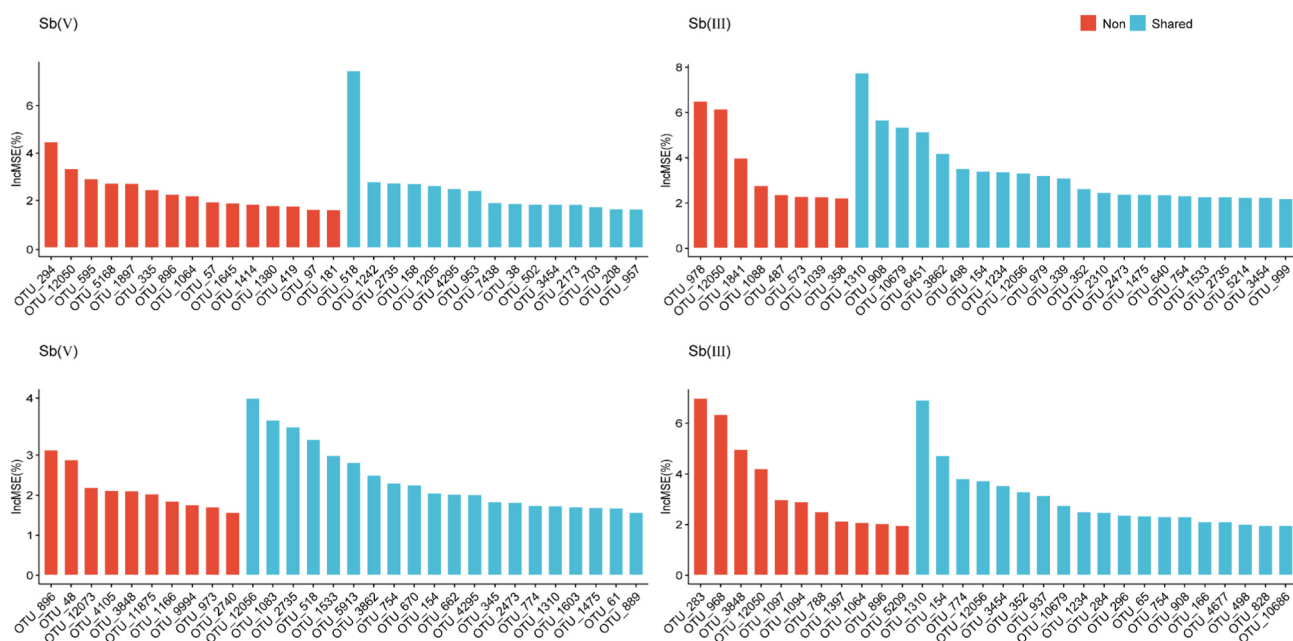 Sb(V)
IncMSE(%)
6
4
2
0
OTU_294
OTU_12050
OTU_595
OTU_5168
OTU_1897
OTU_335
OTU_896
OTU_1064
OTU_57
OTU_1645
OTU_1414
OTU_1380
OTU_419
OTU_97
OTU_181
OTU_518
OTU_1242
OTU_2735
OTU_158
OTU_1205
OTU_4295
OTU_953
OTU_7438
OTU_38
OTU_502
OTU_3454
OTU_2173
OTU_703
OTU_208
OTU_957
Sb(III)
Non Shared
IncMSE(%)
8
6
4
2
0
OTU_978
OTU_12050
OTU_1841
OTU_1088
OTU_487
OTU_573
OTU_1039
OTU_358
OTU_1310
OTU_908
OTU_10679
OTU_6451
OTU_3862
OTU_498
OTU_154
OTU_1234
OTU_12056
OTU_979
OTU_339
OTU_352
OTU_2310
OTU_2473
OTU_1475
OTU_640
OTU_754
OTU_1533
OTU_2735
OTU_5214
OTU_3454
OTU_999
Sb(V)
IncMSE(%)
4
3
2
1
0
OTU_896
OTU_48
OTU_12073
OTU_4105
OTU_3848
OTU_11875
OTU_1166
OTU_9994
OTU_973
OTU_2740
OTU_12056
OTU_1083
OTU_2735
OTU_518
OTU_1533
OTU_5913
OTU_3862
OTU_754
OTU_670
OTU_154
OTU_662
OTU_4295
OTU_345
OTU_2473
OTU_774
OTU_1310
OTU_1603
OTU_1475
OTU_61
OTU_889
Sb(III)
IncMSE(%)
6
4
2
0
OTU_283
OTU_968
OTU_3848
OTU_12050
OTU_1097
OTU_1094
OTU_788
OTU_1397
OTU_1064
OTU_896
OTU_5209
OTU_1310
OTU_154
OTU_774
OTU_12096
OTU_3454
OTU_352
OTU_937
OTU_10679
OTU_1234
OTU_284
OTU_296
OTU_65
OTU_754
OTU_908
OTU_166
OTU_4677
OTU_498
OTU_828
OTU_10686